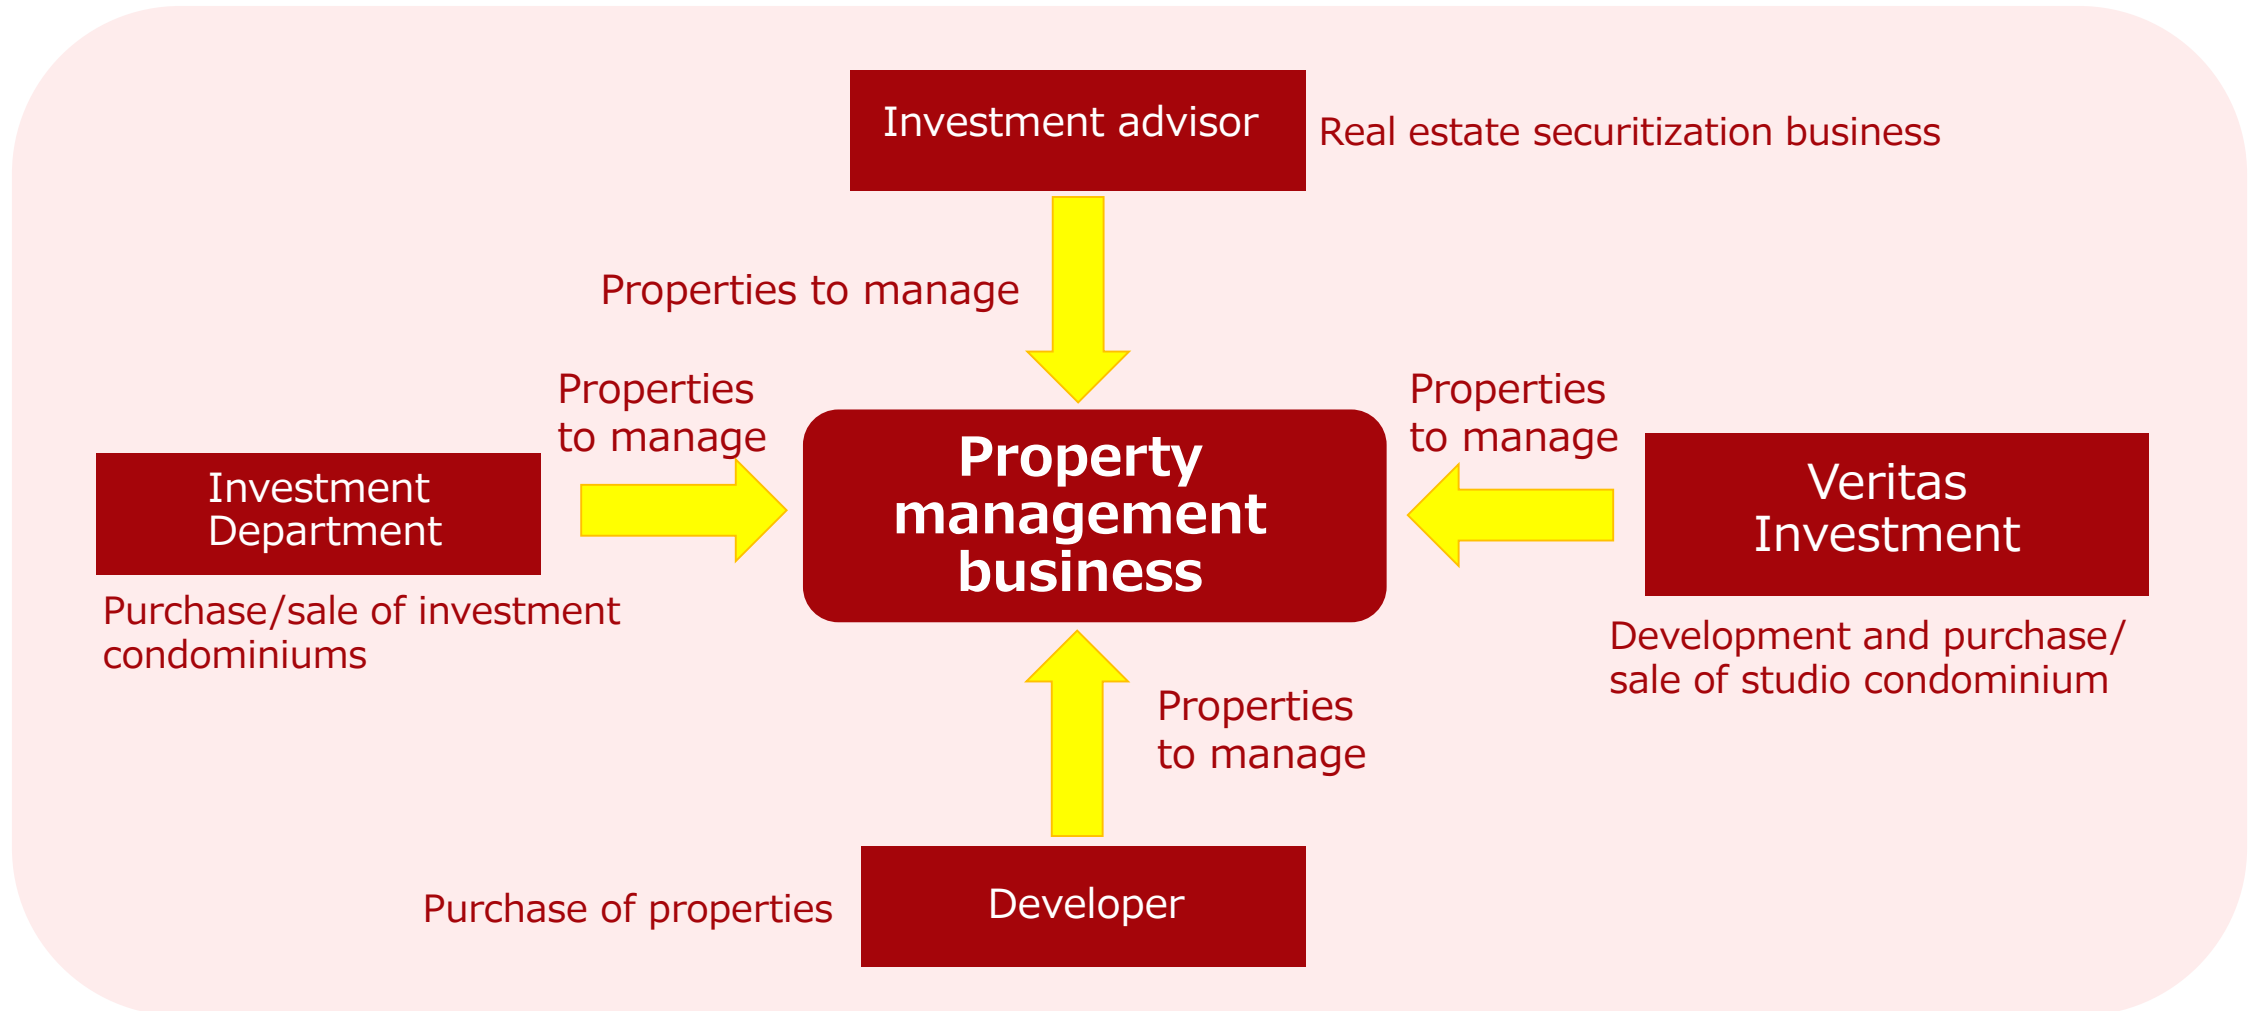 Investment advisor
Real estate securitization business
Properties to manage
Properties
to manage
Properties
to manage
Investment
Department
Property
management
business
Veritas
Investment
Purchase/sale of investment
condominiums
Development and purchase/
sale of studio condominium
Properties
to manage
Purchase of properties
Developer